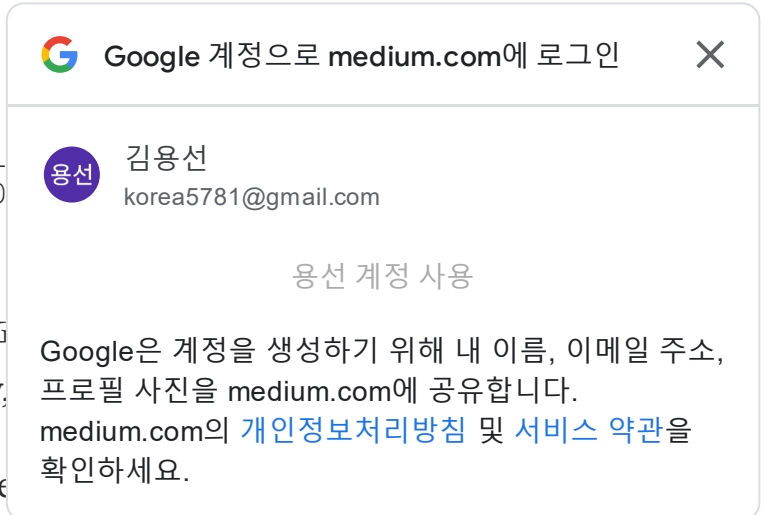 Google 계정으로 medium.com에 로그인
용선
김용선
korea5781@gmail.com
용선 계정 사용
Google은 계정을 생성하기 위해 내 이름, 이메일 주소,
프로필 사진을 medium.com에 공유합니다.
medium.com의 개인정보처리방침 및 서비스 약관을
확인하세요.